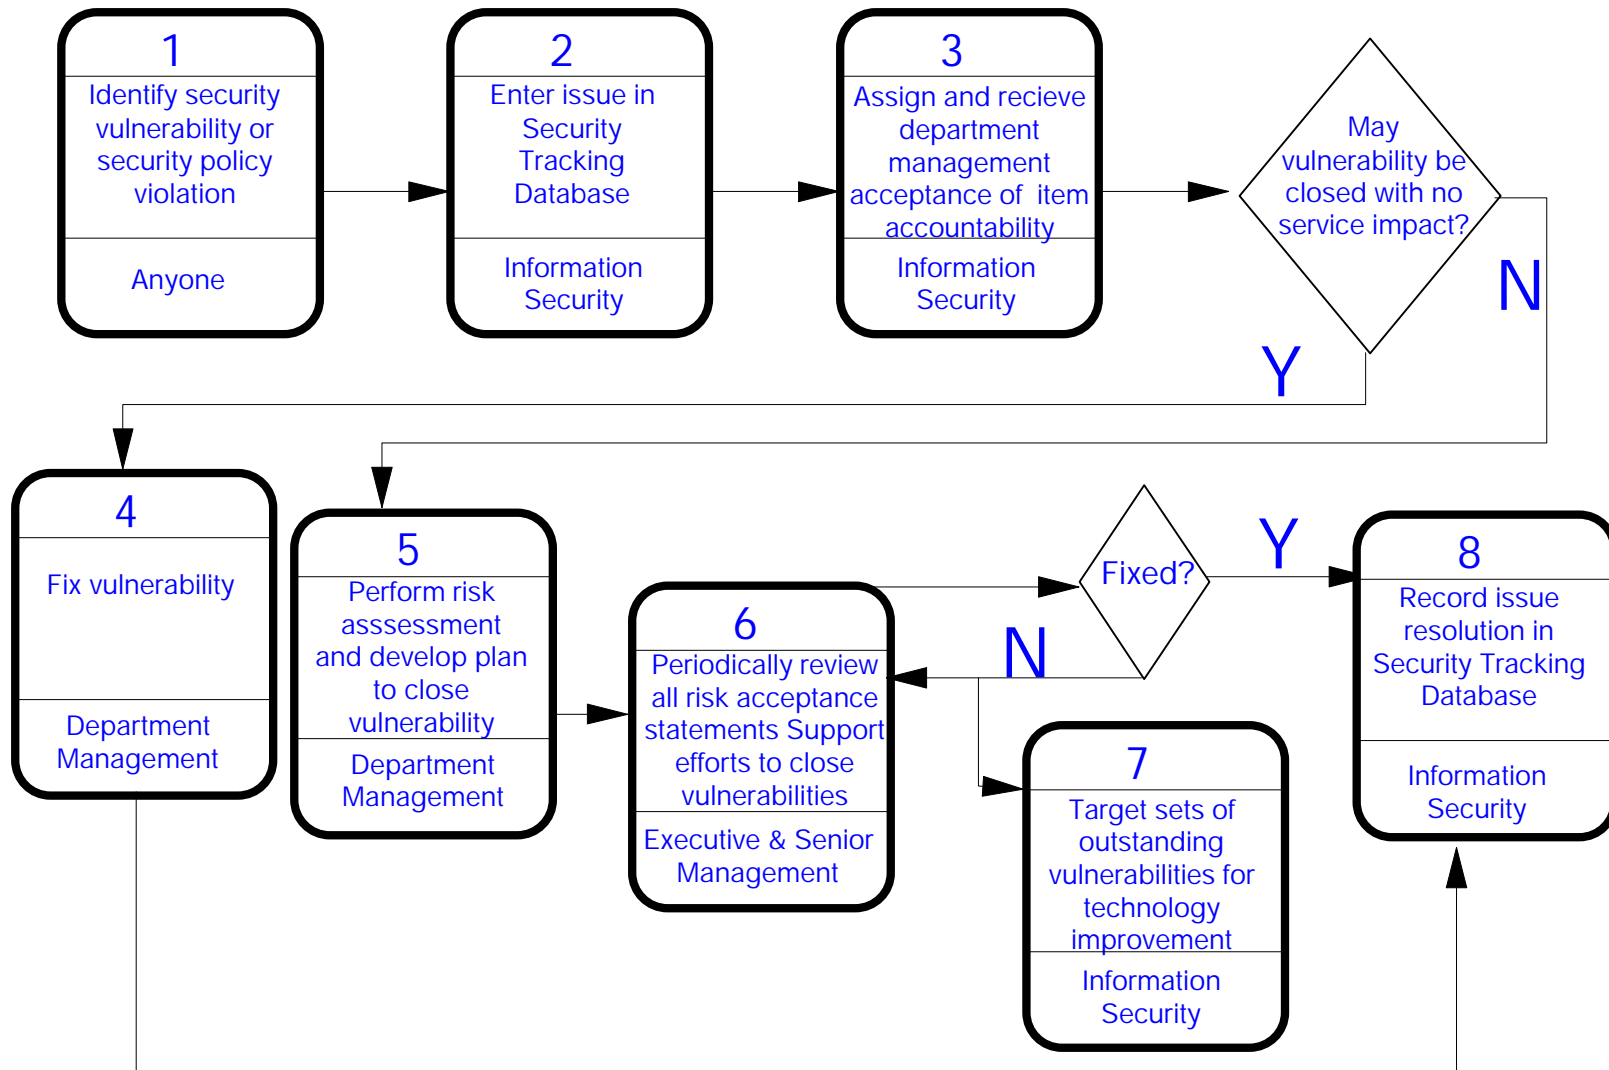 1
Identify security
vulnerability or
security policy
violation
Anyone
2
Enter issue in
Security
Tracking
Database
Information
Security
3
Assign and recieve
department
management
acceptance of item
accountability
Information
Security
May
vulnerability be
closed with no
service impact?
N
Y
4
Fix vulnerability
Department
Management
5
Perform risk
asssessment
and develop plan
to close
vulnerability
Department
Management
6
Periodically review
all risk acceptance
statements Support
efforts to close
vulnerabilities
Executive & Senior
Management
Fixed?
Y
N
7
Target sets of
outstanding
vulnerabilities for
technology
improvement
Information
Security
8
Record issue
resolution in
Security Tracking
Database
Information
Security